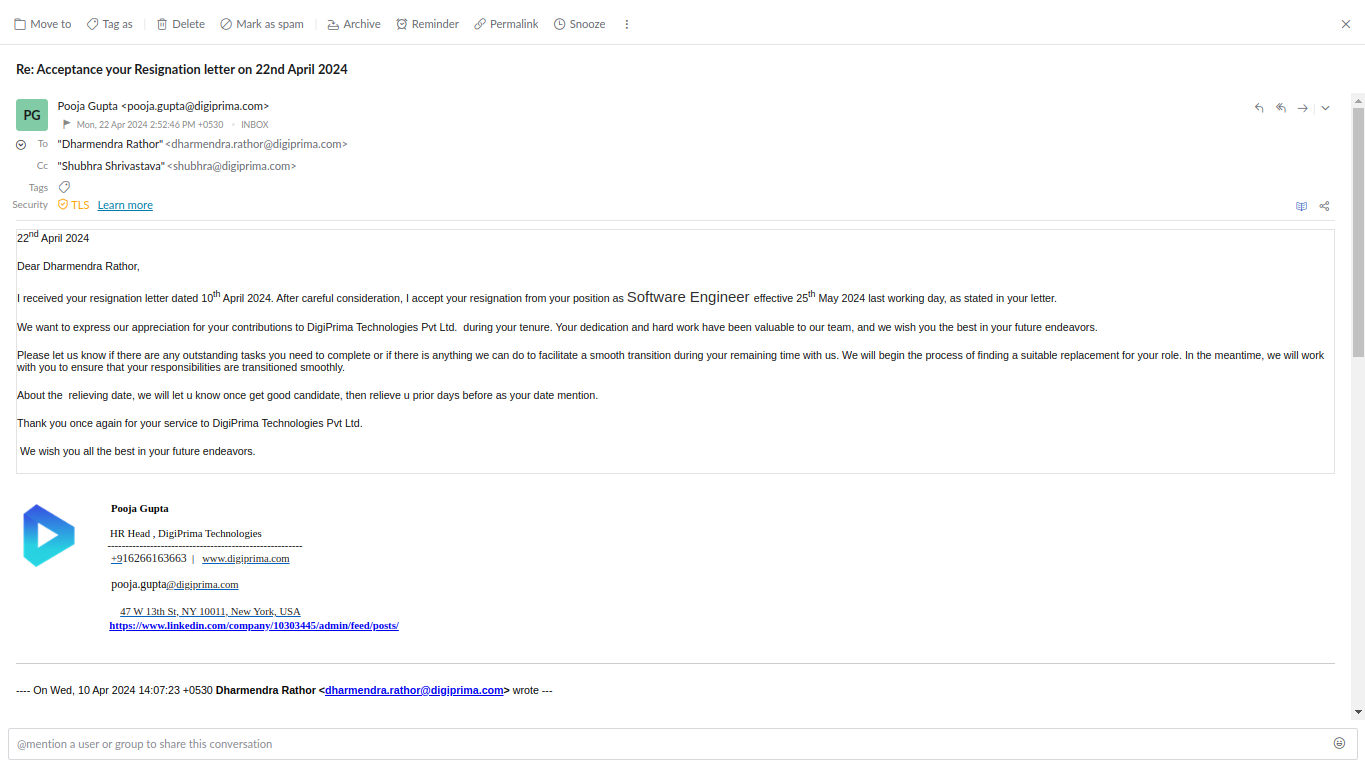 Move to Tag as Delete Mark as spam Archive Reminder Permalink Snooze
Re: Acceptance your Resignation letter on 22nd April 2024
PG Pooja Gupta <pooja.gupta@digiprima.com>
Mon, 22 Apr 2024 2:52:46 PM +0530 • INBOX
To "Dharmendra Rathor" <dharmendra.rathor@digiprima.com>
Cc "Shubhra Shrivastava" <shubhra@digiprima.com>
Tags
Security TLS Learn more
22nd April 2024
Dear Dharmendra Rathor,
I received your resignation letter dated 10th April 2024. After careful consideration, I accept your resignation from your position as Software Engineer effective 25th May 2024 last working day, as stated in your letter.
We want to express our appreciation for your contributions to DigiPrima Technologies Pvt Ltd.  during your tenure. Your dedication and hard work have been valuable to our team, and we wish you the best in your future endeavors.
Please let us know if there are any outstanding tasks you need to complete or if there is anything we can do to facilitate a smooth transition during your remaining time with us. We will begin the process of finding a suitable replacement for your role. In the meantime, we will work
with you to ensure that your responsibilities are transitioned smoothly.
About the  relieving date, we will let u know once get good candidate, then relieve u prior days before as your date mention.
Thank you once again for your service to DigiPrima Technologies Pvt Ltd.
We wish you all the best in your future endeavors.
Pooja Gupta
HR Head , DigiPrima Technologies
-------------------------------------------------------
+916266163663 | www.digiprima.com
pooja.gupta@digiprima.com
47 W 13th St, NY 10011, New York, USA
https://www.linkedin.com/company/10303445/admin/feed/posts/
---- On Wed, 10 Apr 2024 14:07:23 +0530 Dharmendra Rathor <dharmendra.rathor@digiprima.com> wrote ---
@mention a user or group to share this conversation